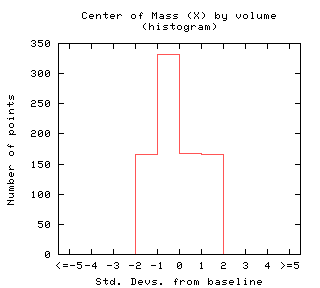 Center of Mass (X) by volume
(histogram)
350
300
250
200
150
100
50
0
Number of points
<=-5 -4 -3 -2 -1 0 1 2 3 4 >=5
Std. Devs. from baseline